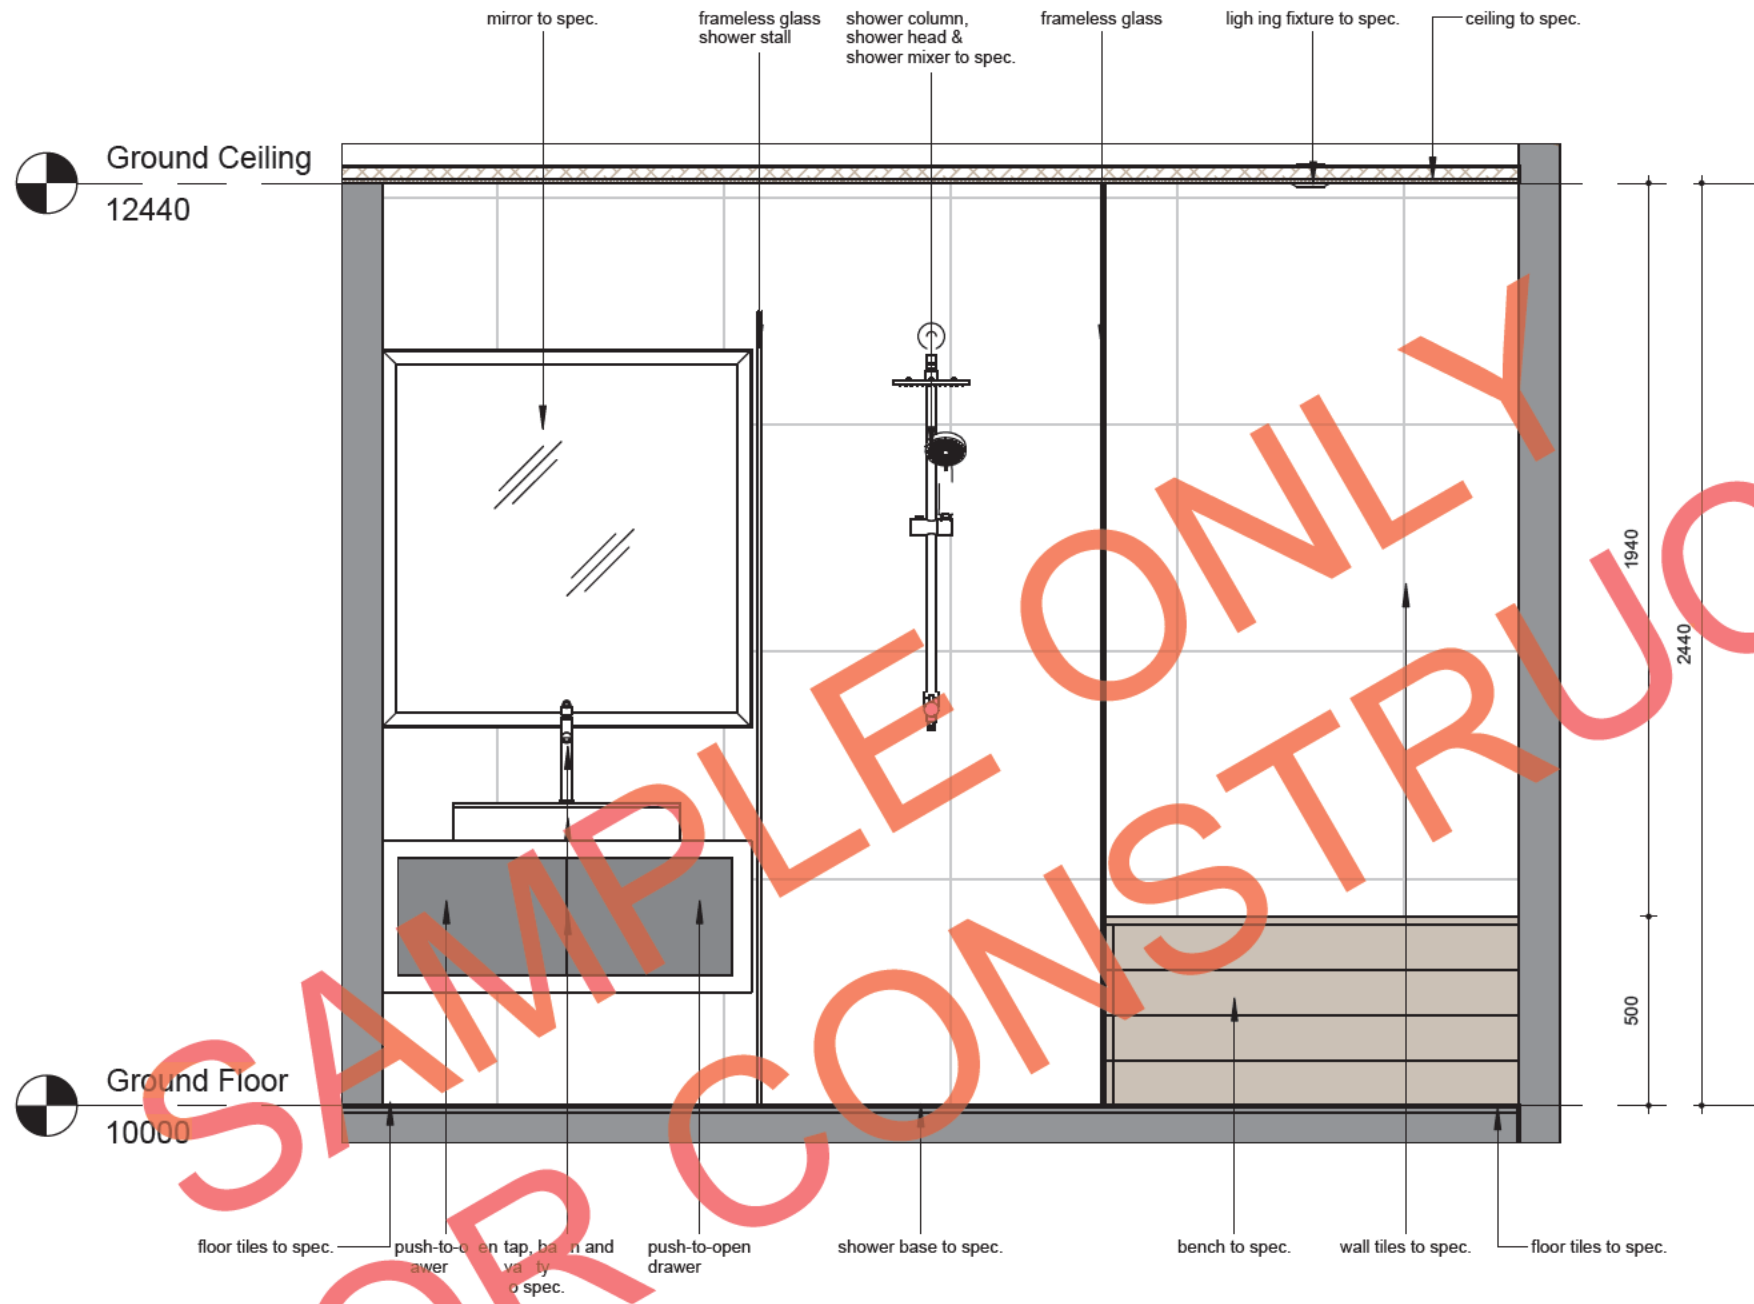 mirror to spec.
frameless glass
shower stall
shower column,
shower head &
shower mixer to spec.
frameless glass
ligh ing fixture to spec.
ceiling to spec.
Ground Ceiling
12440
1940
2440
500
Ground Floor
10000
floor tiles to spec.
push-to-o en
awer
tap, ba n and
va ty
o spec.
push-to-open
drawer
shower base to spec.
bench to spec.
wall tiles to spec.
floor tiles to spec.
SAMPLE ONLY
OR CONSTRUC